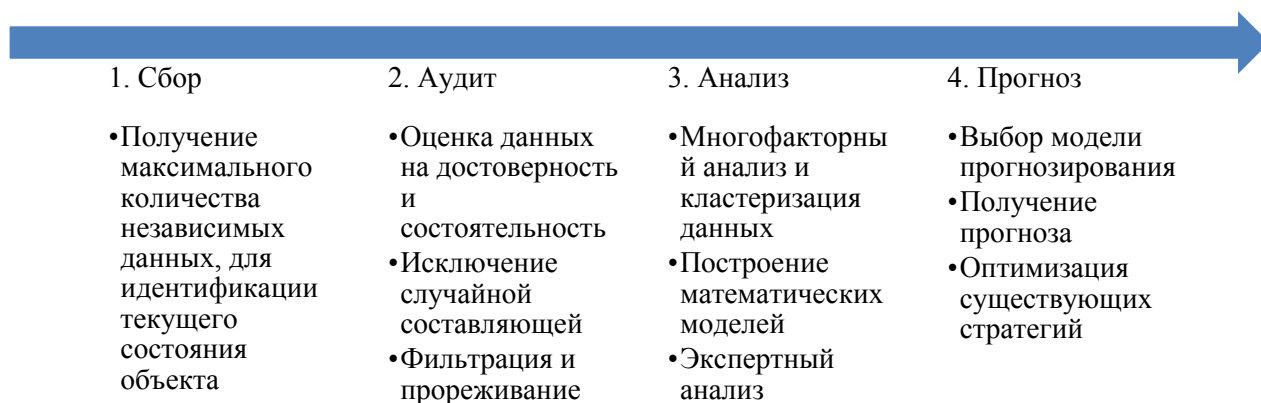 1. Сбор
•Получение
максимального
количества
независимых
данных, для
идентификации
текущего
состояния
объекта
2. Аудит
•Оценка данных
на достоверность
и
состоятельность
•Исключение
случайной
составляющей
•Фильтрация и
прореживание
3. Анализ
•Многофакторны
й анализ и
кластеризация
данных
•Построение
математических
моделей
•Экспертный
анализ
4. Прогноз
•Выбор модели
прогнозирования
•Получение
прогноза
•Оптимизация
существующих
стратегий